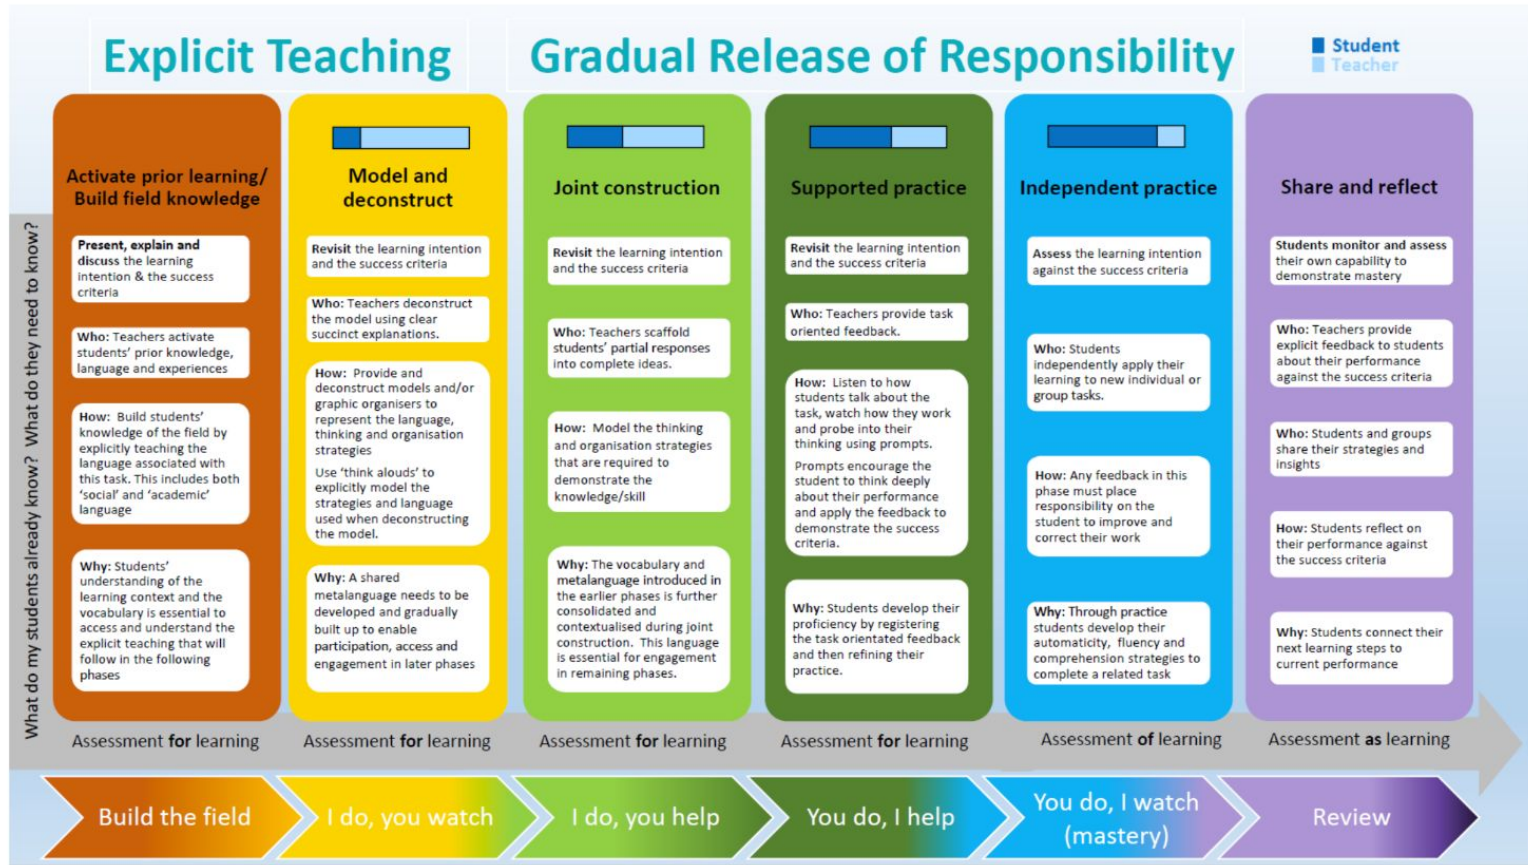 Explicit Teaching
Gradual Release of Responsibility
Student
Teacher
What do my students already know?  What do they need to know?
Activate prior learning/
Build field knowledge
Present, explain and
discuss the learning
intention & the success
criteria
Who: Teachers activate
students’ prior knowledge,
language and experiences
How:  Build students’
knowledge of the field by
explicitly teaching the
language associated with
this task. This includes both
‘social’ and ‘academic’
language
Why: Students’
understanding of the
learning context and the
vocabulary is essential to
access and understand the
explicit teaching that will
follow in the following
phases
Assessment for learning
Build the field
Model and
deconstruct
Revisit the learning intention
and the success criteria
Who: Teachers deconstruct
the model using clear
succinct explanations.
How:  Provide and
deconstruct models and/or
graphic organisers to
represent the language,
thinking and organisation
strategies
Use ‘think alouds’ to
explicitly model the
strategies and language
used when deconstructing
the model.
Why: A shared
metalanguage needs to be
developed and gradually
built up to enable
participation, access and
engagement in later phases
Assessment for learning
I do, you watch
Joint construction
Revisit the learning intention
and the success criteria
Who: Teachers scaffold
students’ partial responses
into complete ideas.
How:  Model the thinking
and organisation strategies
that are required to
demonstrate the
knowledge/skill
Why: The vocabulary and
metalanguage introduced in
the earlier phases is further
consolidated and
contextualised during joint
construction.  This language
is essential for engagement
in remaining phases.
Assessment for learning
I do, you help
Supported practice
Revisit the learning intention
and the success criteria
Who: Teachers provide task
oriented feedback.
How:  Listen to how
students talk about the
task, watch how they work
and probe into their
thinking using prompts.
Prompts encourage the
student to think deeply
about their performance
and apply the feedback to
demonstrate the success
criteria.
Why: Students develop their
proficiency by registering
the task orientated feedback
and then refining their
practice.
Assessment for learning
You do, I help
Independent practice
Assess the learning intention
against the success criteria
Who: Students
independently apply their
learning to new individual or
group tasks.
How: Any feedback in this
phase must place
responsibility on the
student to improve and
correct their work
Why: Through practice
students develop their
automaticity,  fluency and
comprehension strategies to
complete a related task
Assessment of learning
You do, I watch
(mastery)
Share and reflect
Students monitor and assess
their own capability to
demonstrate mastery
Who: Teachers provide
explicit feedback to students
about their performance
against the success criteria
Who: Students and groups
share their strategies and
insights
How: Students reflect on
their performance against
the success criteria
Why: Students connect their
next learning steps to
current performance
Assessment as learning
Review